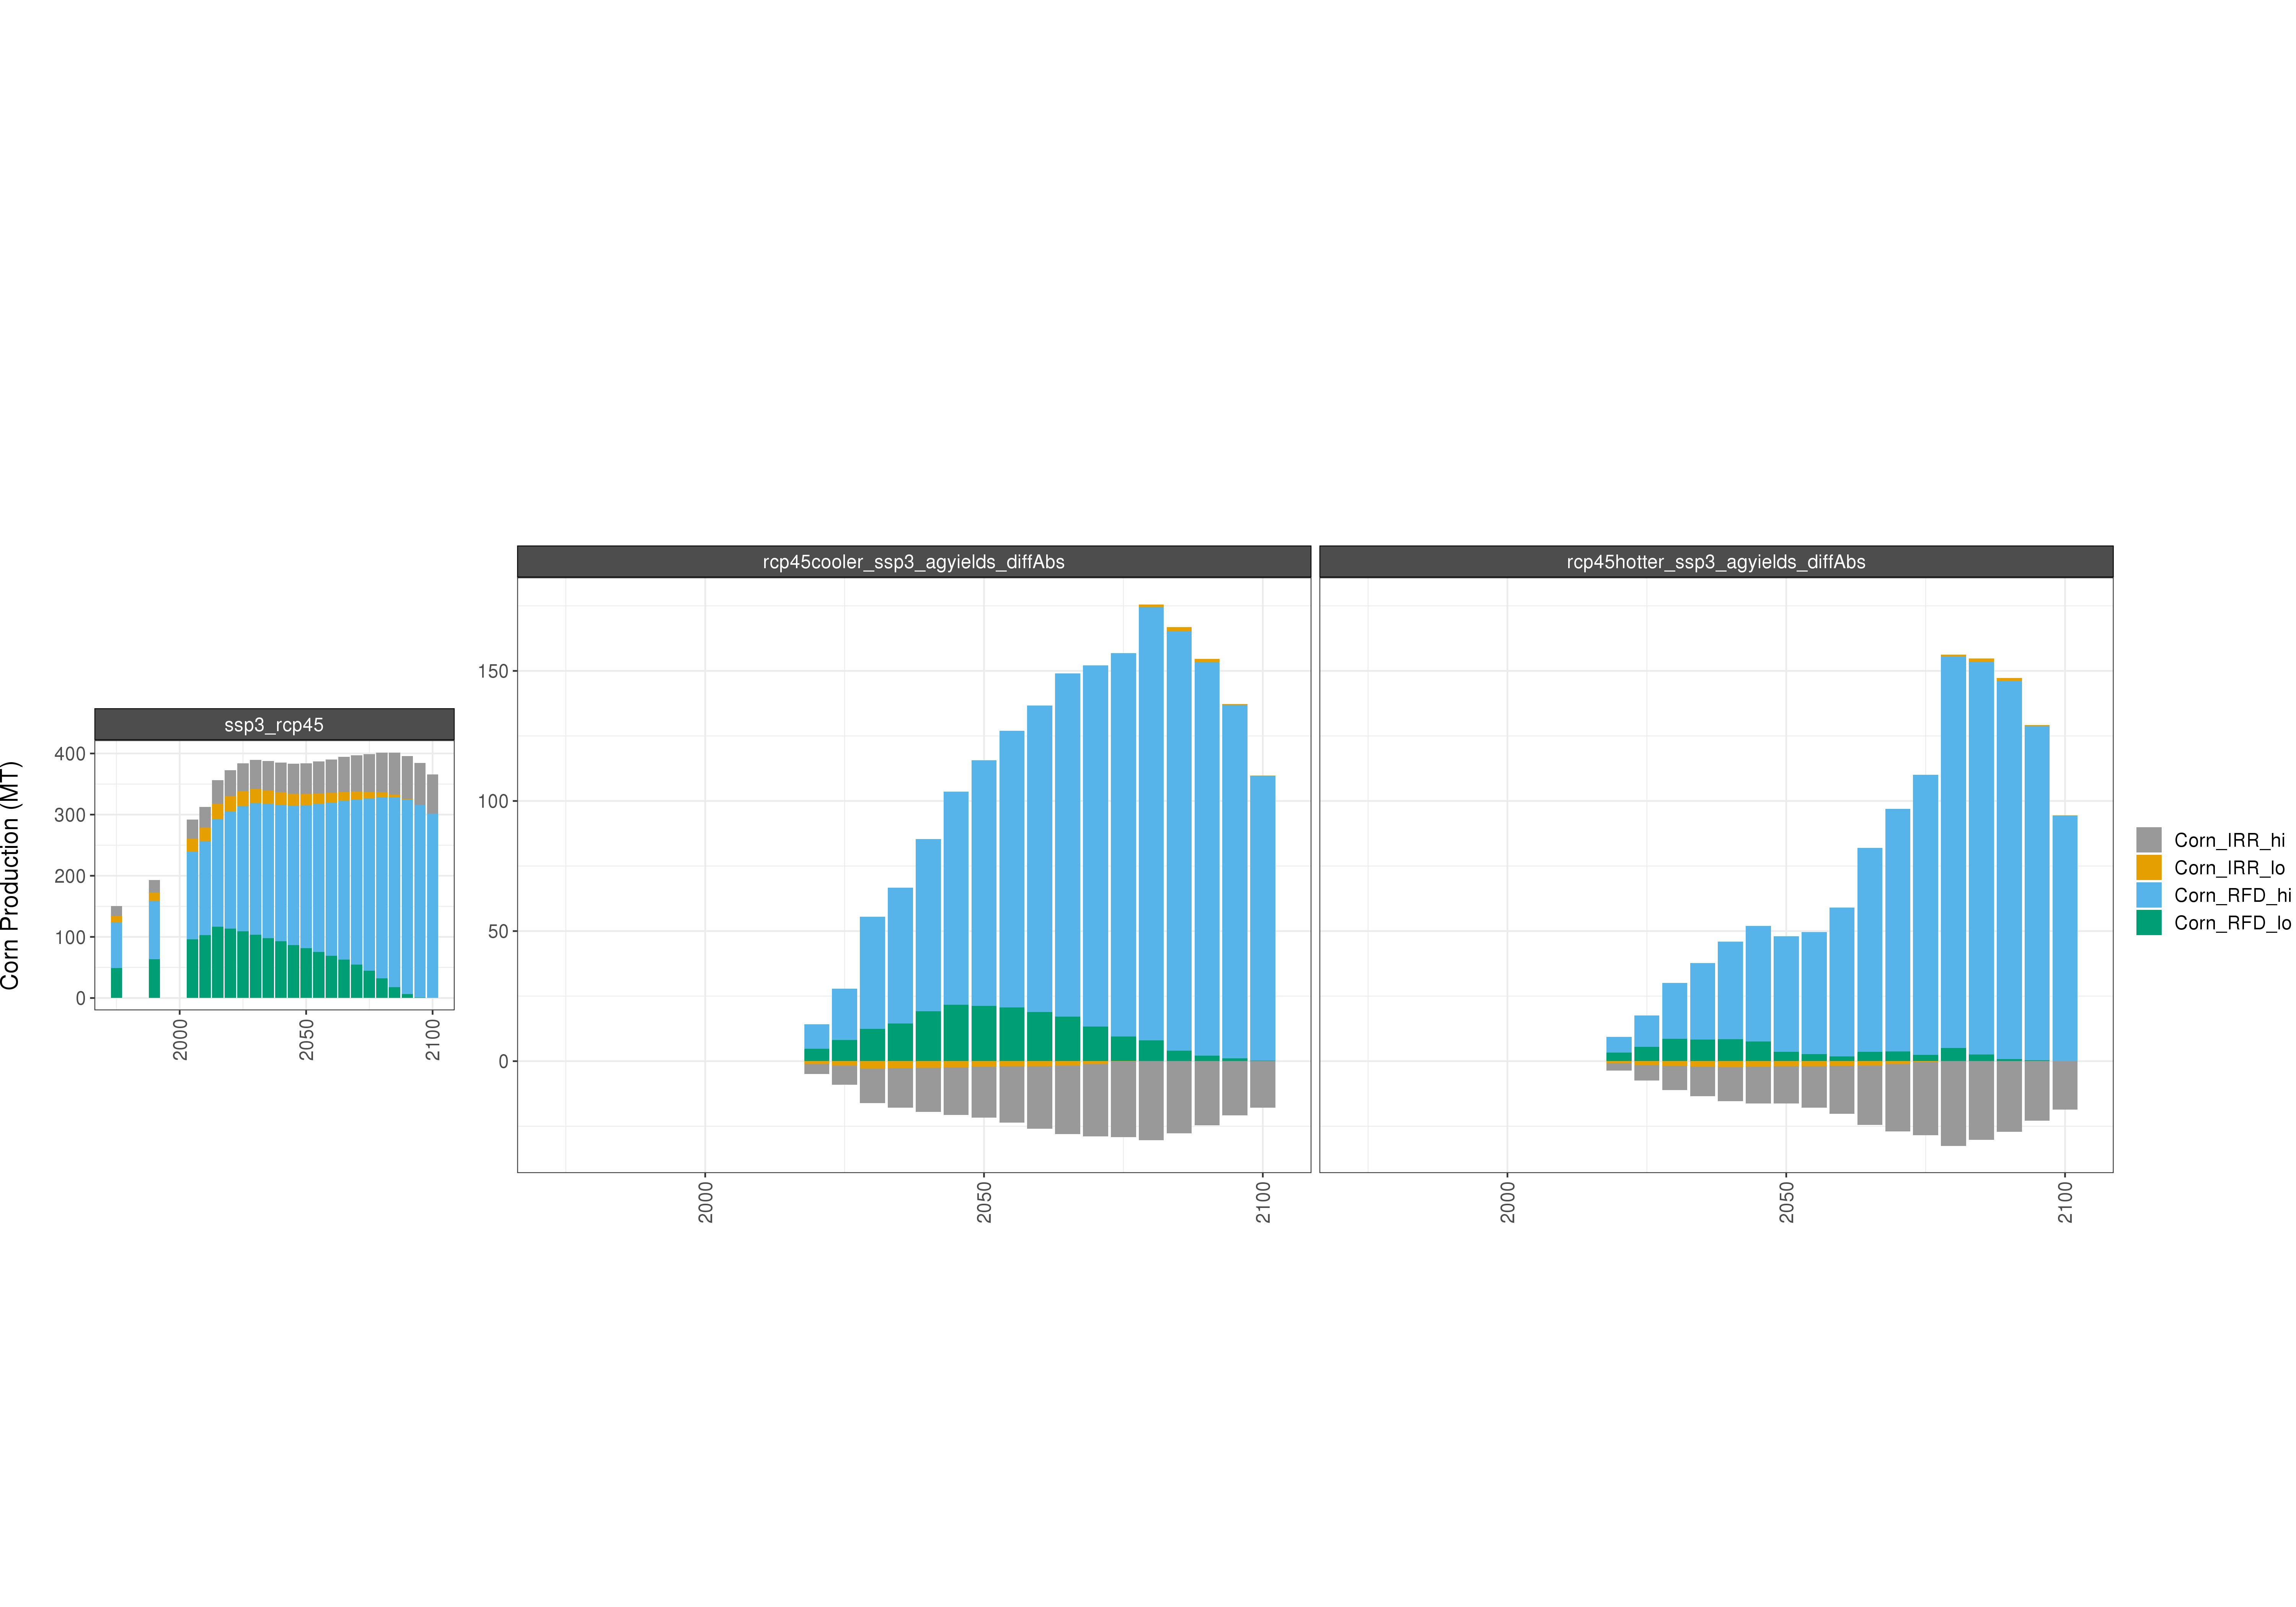 rcp45cooler_ssp3_agyields_diffAbs
rcp45hotter_ssp3_agyields_diffAbs
ssp3_rcp45
Corn Production (MT)
400
300
200
100
0
2000
2050
2100
150
100
50
0
2000
2050
2100
2000
2050
2100
Corn_IRR_hi
Corn_IRR_lo
Corn_RFD_hi
Corn_RFD_lo